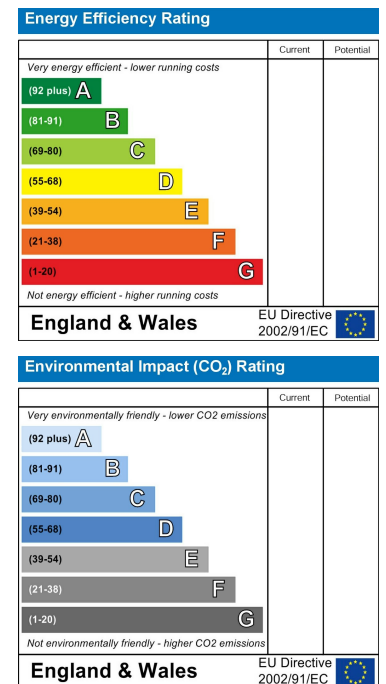 Energy Efficiency Rating
Current Potential
Very energy efficient - lower running costs
(92 plus) A
(81-91) B
(69-80) C
(55-68) D
(39-54) E
(21-38) F
(1-20) G
Not energy efficient - higher running costs
England & Wales EU Directive 2002/91/EC
Environmental Impact (CO₂) Rating
Current Potential
Very environmentally friendly - lower CO2 emissions
(92 plus) A
(81-91) B
(69-80) C
(55-68) D
(39-54) E
(21-38) F
(1-20) G
Not environmentally friendly - higher CO2 emissions
England & Wales EU Directive 2002/91/EC